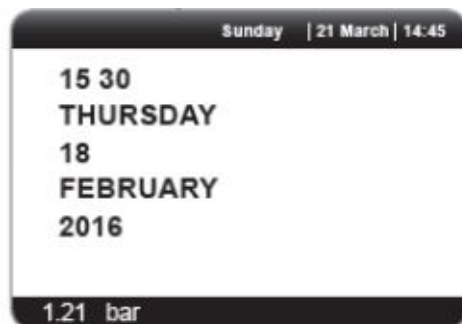 Sunday | 21 March | 14:45
15 30
THURSDAY
18
FEBRUARY
2016
1.21 bar